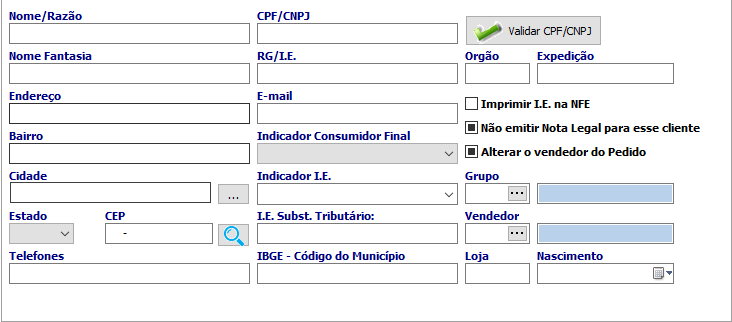 Nome/Razão CPF/CNPJ
Validar CPF/CNPJ
Nome Fantasia RG/I.E. Orgão Expedição
Endereço E-mail
Imprimir I.E. na NFE
Não emitir Nota Legal para esse cliente
Bairro Indicador Consumidor Final
Alterar o vendedor do Pedido
Cidade Indicador I.E. Grupo
... ...
Estado CEP I.E. Subst. Tributário: Vendedor
- ...
Telefones IBGE - Código do Município Loja Nascimento